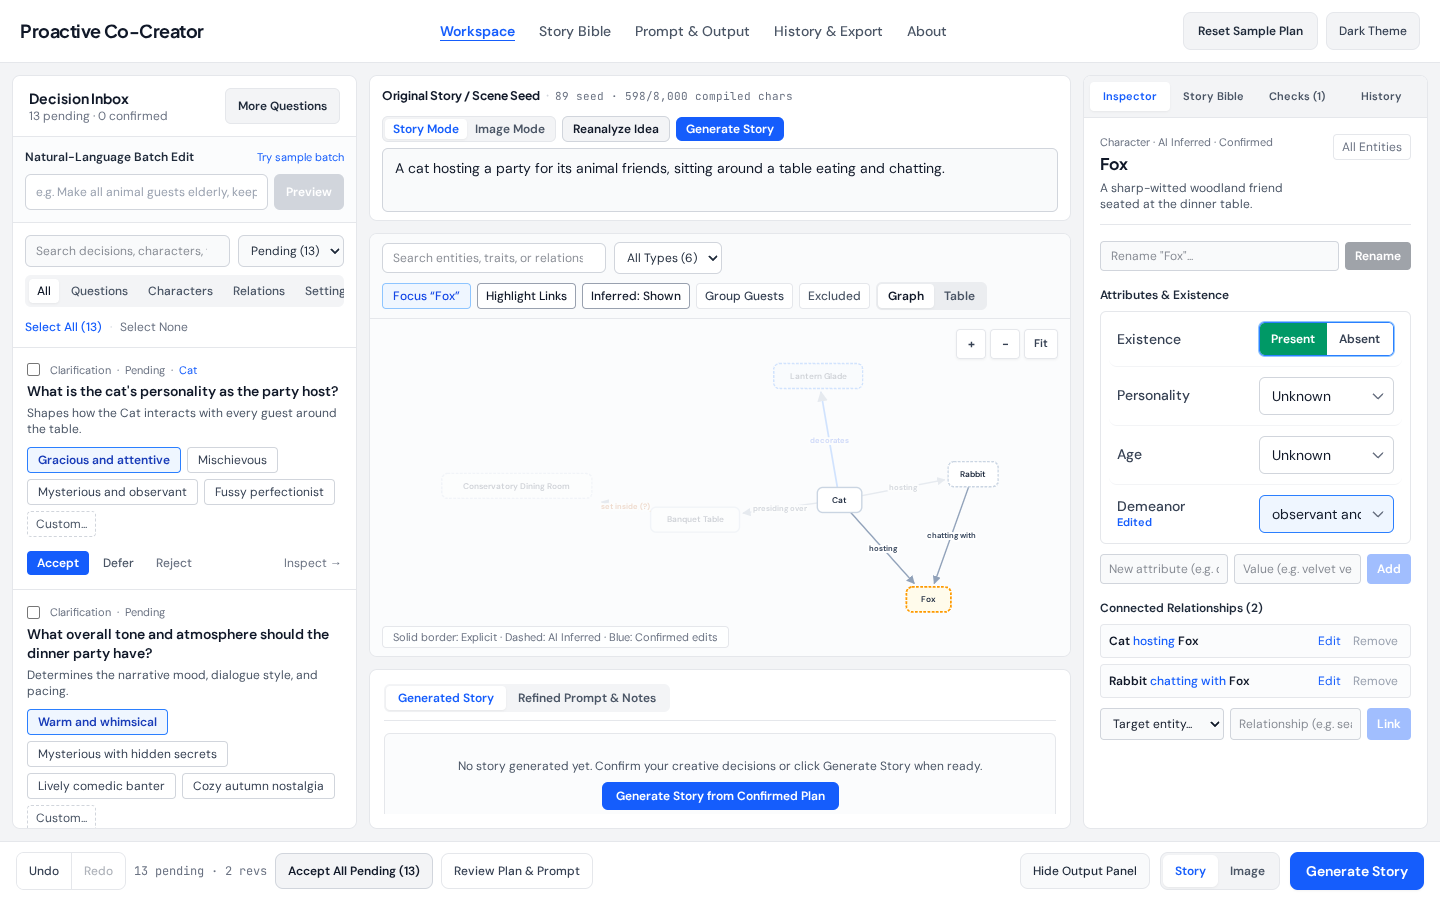 Proactive Co-Creator
Workspace
Story Bible
Prompt & Output
History & Export
About
Reset Sample Plan
Dark Theme
Decision Inbox
13 pending · 0 confirmed
More Questions
Natural-Language Batch Edit
Try sample batch
e.g. Make all animal guests elderly, keep
Preview
Search decisions, characters,
Pending (13)
All
Questions
Characters
Relations
Setting
Select All (13) · Select None
Clarification · Pending · Cat
What is the cat's personality as the party host?
Shapes how the Cat interacts with every guest around
the table.
Gracious and attentive
Mischievous
Mysterious and observant
Fussy perfectionist
Custom...
Accept
Defer
Reject
Inspect →
Clarification · Pending
What overall tone and atmosphere should the
dinner party have?
Determines the narrative mood, dialogue style, and
pacing.
Warm and whimsical
Mysterious with hidden secrets
Lively comedic banter
Cozy autumn nostalgia
Custom...
Original Story / Scene Seed · 89 seed · 598/8,000 compiled chars
Story Mode
Image Mode
Reanalyze Idea
Generate Story
A cat hosting a party for its animal friends, sitting around a table eating and chatting.
Search entities, traits, or relations
All Types (6)
Focus “Fox”
Highlight Links
Inferred: Shown
Group Guests
Excluded
Graph
Table
+
−
Fit
Lantern Glade
decorates
Rabbit
Conservatory Dining Room
hosting
Cat
set inside (?)
presiding over
Banquet Table
chatting with
hosting
Fox
Solid border: Explicit · Dashed: AI Inferred · Blue: Confirmed edits
Generated Story
Refined Prompt & Notes
No story generated yet. Confirm your creative decisions or click Generate Story when ready.
Generate Story from Confirmed Plan
Inspector
Story Bible
Checks (1)
History
Character · AI Inferred · Confirmed
All Entities
Fox
A sharp-witted woodland friend
seated at the dinner table.
Rename "Fox"...
Rename
Attributes & Existence
Existence
Present
Absent
Personality
Unknown
Age
Unknown
Demeanor
Edited
observant and
New attribute (e.g. c
Value (e.g. velvet ve
Add
Connected Relationships (2)
Cat hosting Fox
Edit
Remove
Rabbit chatting with Fox
Edit
Remove
Target entity...
Relationship (e.g. sea
Link
Undo
Redo
13 pending · 2 revs
Accept All Pending (13)
Review Plan & Prompt
Hide Output Panel
Story
Image
Generate Story